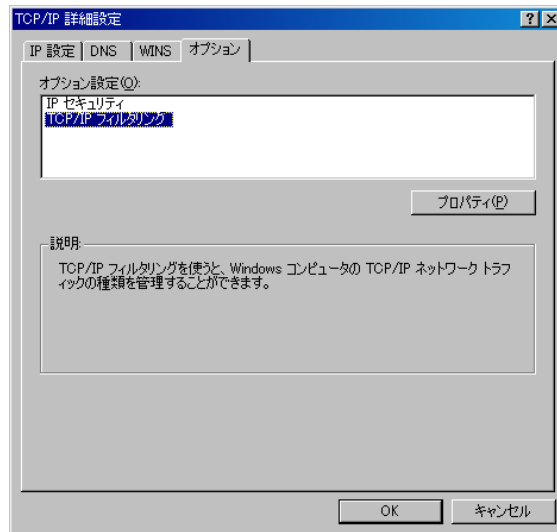 TCP/IP 詳細設定
IP 設定 DNS WINS オプション
オプション設定(O):
IP セキュリティ
TCP/IP フィルタリング
プロパティ(P)
説明:
TCP/IP フィルタリングを使うと、Windows コンピュータの TCP/IP ネットワーク トラフ
ィックの種類を管理することができます。
OK キャンセル